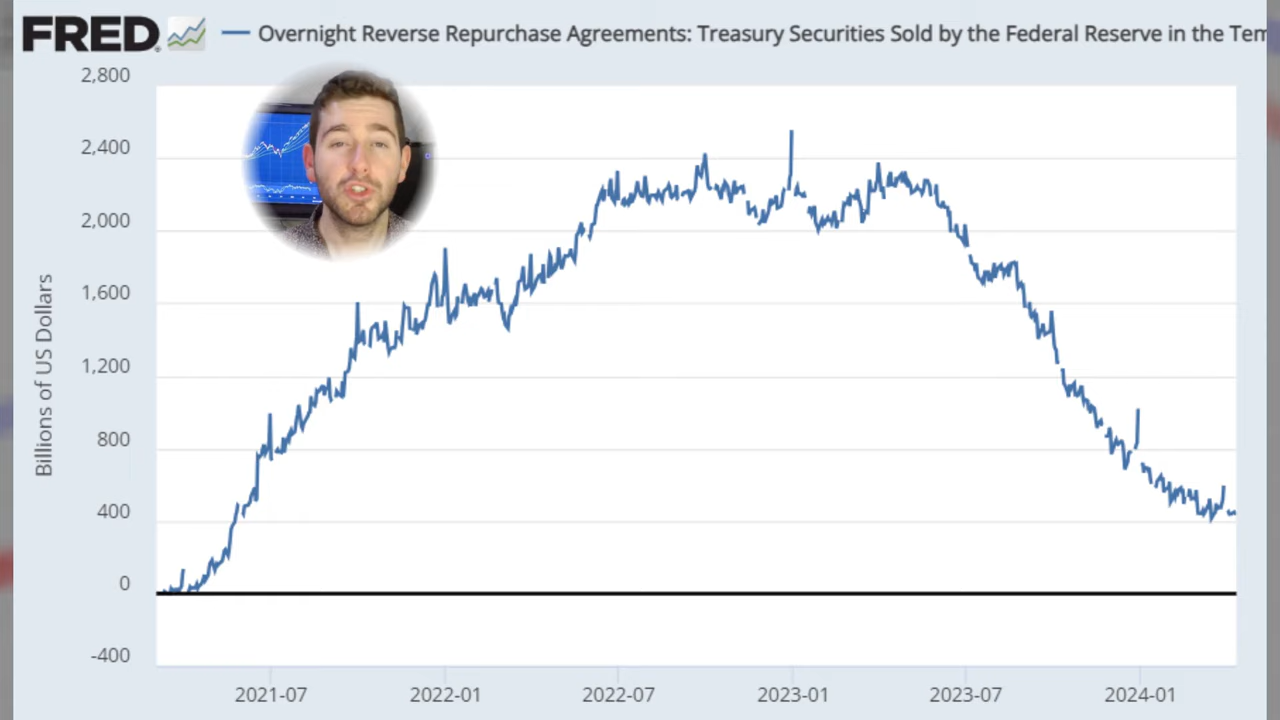 FRED
Overnight Reverse Repurchase Agreements: Treasury Securities Sold by the Federal Reserve in the Tem
2,800
2,400
2,000
1,600
1,200
800
400
0
-400
Billions of US Dollars
2021-07 2022-01 2022-07 2023-01 2023-07 2024-01